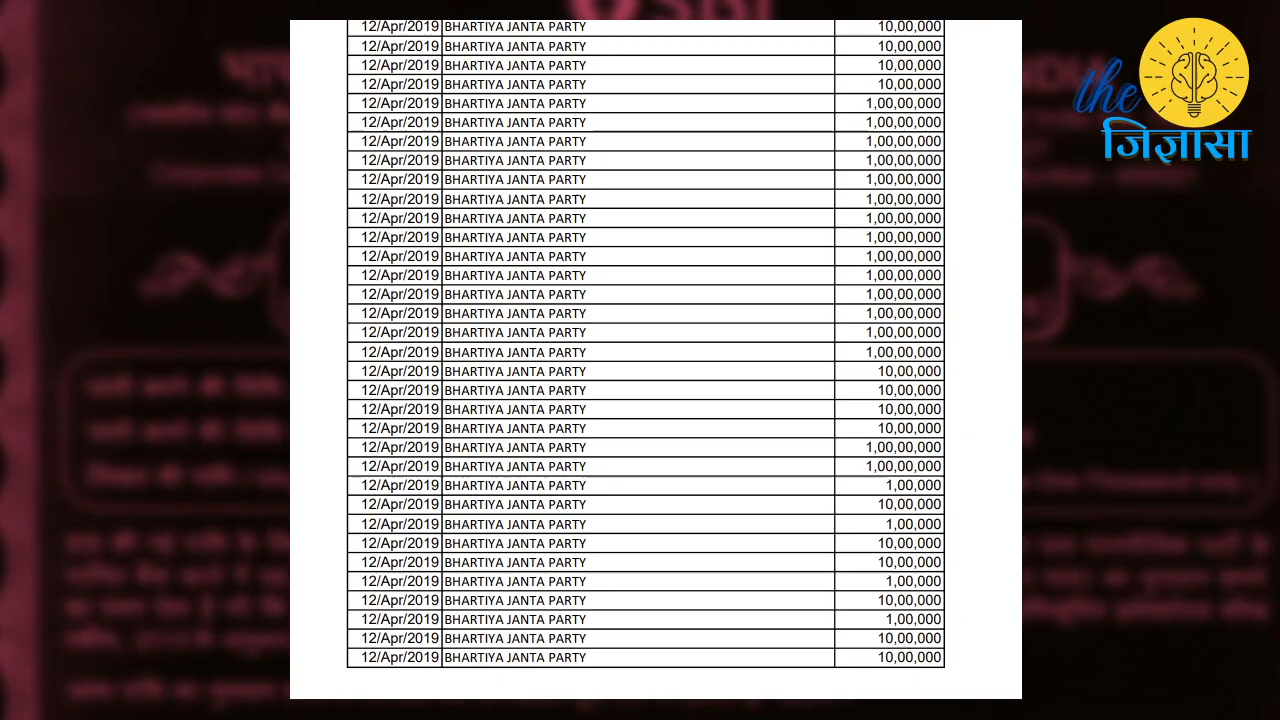 12/Apr/2019 BHARTIYA JANTA PARTY 10,00,000
12/Apr/2019 BHARTIYA JANTA PARTY 10,00,000
12/Apr/2019 BHARTIYA JANTA PARTY 10,00,000
12/Apr/2019 BHARTIYA JANTA PARTY 10,00,000
12/Apr/2019 BHARTIYA JANTA PARTY 1,00,00,000
12/Apr/2019 BHARTIYA JANTA PARTY 1,00,00,000
12/Apr/2019 BHARTIYA JANTA PARTY 1,00,00,000
12/Apr/2019 BHARTIYA JANTA PARTY 1,00,00,000
12/Apr/2019 BHARTIYA JANTA PARTY 1,00,00,000
12/Apr/2019 BHARTIYA JANTA PARTY 1,00,00,000
12/Apr/2019 BHARTIYA JANTA PARTY 1,00,00,000
12/Apr/2019 BHARTIYA JANTA PARTY 1,00,00,000
12/Apr/2019 BHARTIYA JANTA PARTY 1,00,00,000
12/Apr/2019 BHARTIYA JANTA PARTY 1,00,00,000
12/Apr/2019 BHARTIYA JANTA PARTY 1,00,00,000
12/Apr/2019 BHARTIYA JANTA PARTY 1,00,00,000
12/Apr/2019 BHARTIYA JANTA PARTY 1,00,00,000
12/Apr/2019 BHARTIYA JANTA PARTY 1,00,00,000
12/Apr/2019 BHARTIYA JANTA PARTY 10,00,000
12/Apr/2019 BHARTIYA JANTA PARTY 10,00,000
12/Apr/2019 BHARTIYA JANTA PARTY 10,00,000
12/Apr/2019 BHARTIYA JANTA PARTY 10,00,000
12/Apr/2019 BHARTIYA JANTA PARTY 1,00,00,000
12/Apr/2019 BHARTIYA JANTA PARTY 1,00,00,000
12/Apr/2019 BHARTIYA JANTA PARTY 1,00,000
12/Apr/2019 BHARTIYA JANTA PARTY 10,00,000
12/Apr/2019 BHARTIYA JANTA PARTY 1,00,000
12/Apr/2019 BHARTIYA JANTA PARTY 10,00,000
12/Apr/2019 BHARTIYA JANTA PARTY 10,00,000
12/Apr/2019 BHARTIYA JANTA PARTY 1,00,000
12/Apr/2019 BHARTIYA JANTA PARTY 10,00,000
12/Apr/2019 BHARTIYA JANTA PARTY 1,00,000
12/Apr/2019 BHARTIYA JANTA PARTY 10,00,000
12/Apr/2019 BHARTIYA JANTA PARTY 10,00,000
the
जिज्ञासा